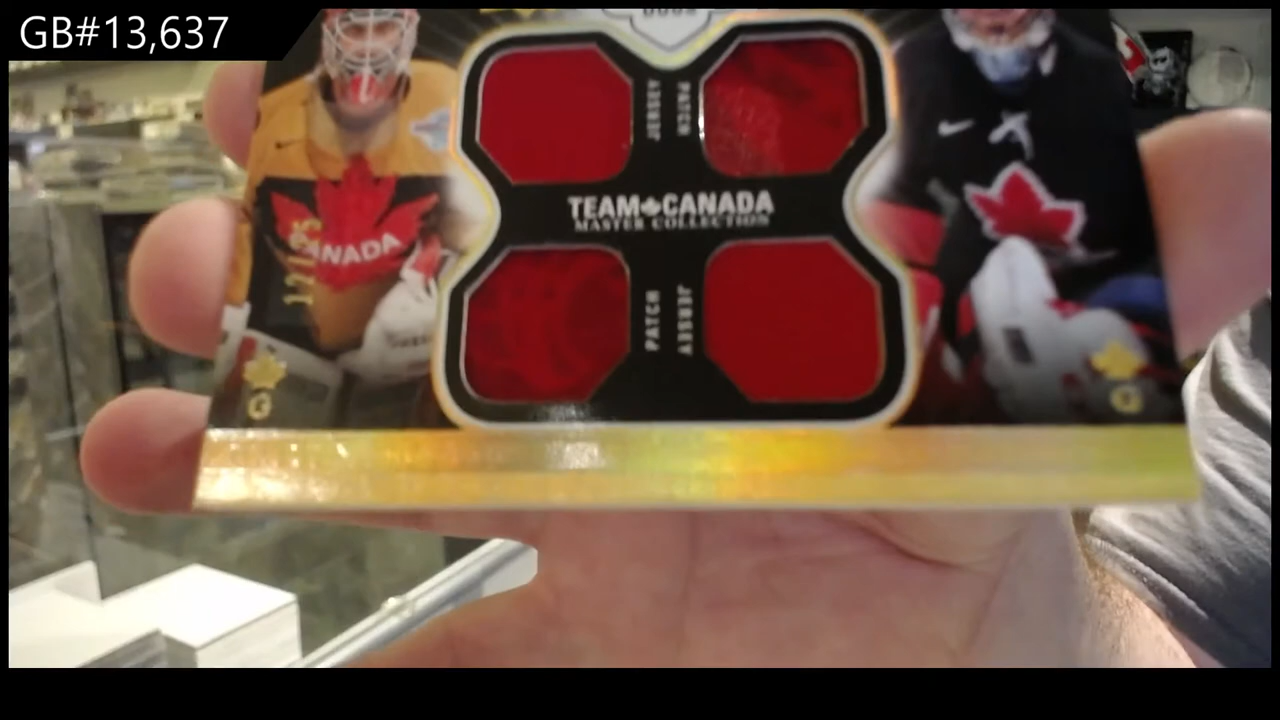 GB#13,637
JERSEY
PATCH
TEAM CANADA
MASTER COLLECTION
CANADA
PATCH
JERSEY
G
G